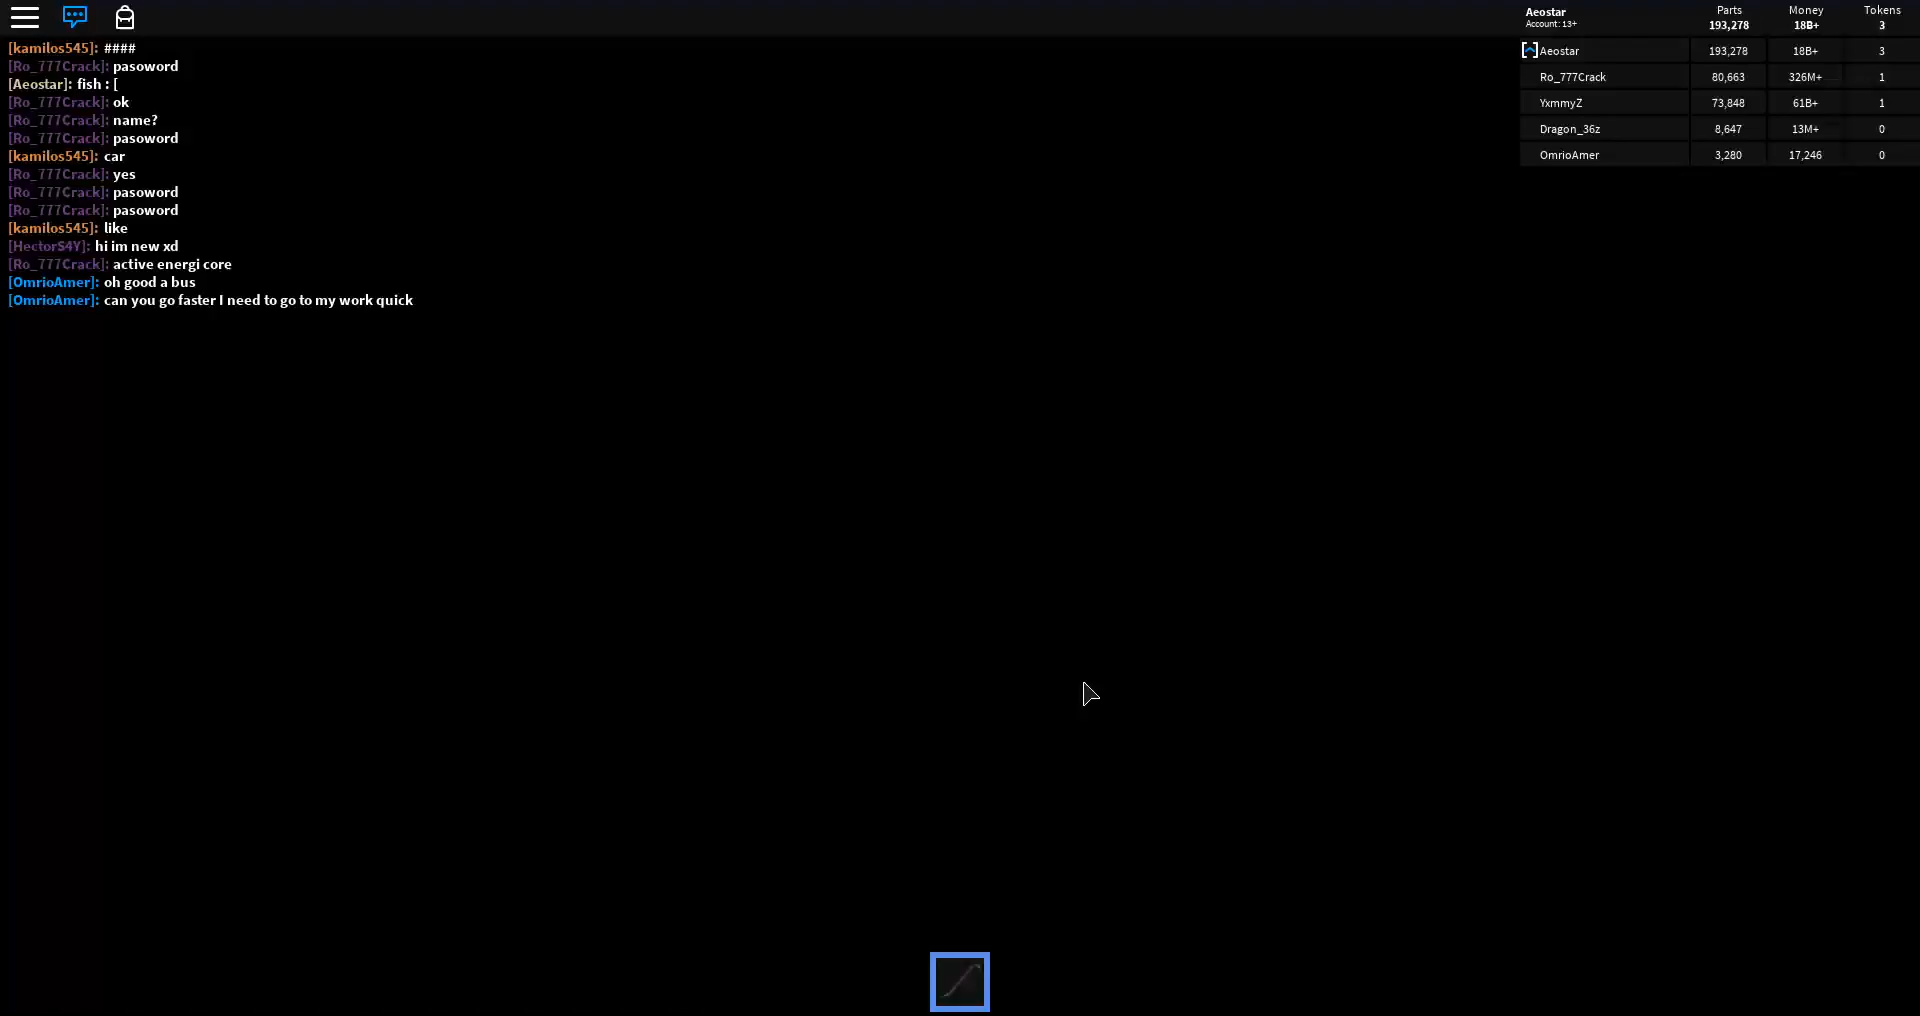 Aeostar
Account: 13+
Parts
193,278
Money
18B+
Tokens
3
[kamilos545]: ####
[Ro_777Crack]: pasoword
[Aeostar]: fish : [
[Ro_777Crack]: ok
[Ro_777Crack]: name?
[Ro_777Crack]: pasoword
[kamilos545]: car
[Ro_777Crack]: yes
[Ro_777Crack]: pasoword
[Ro_777Crack]: pasoword
[kamilos545]: like
[HectorS4Y]: hi im new xd
[Ro_777Crack]: active energi core
[OmrioAmer]: oh good a bus
[OmrioAmer]: can you go faster I need to go to my work quick
Aeostar 193,278 18B+ 3
Ro_777Crack 80,663 326M+ 1
YxmmyZ 73,848 61B+ 1
Dragon_36z 8,647 13M+ 0
OmrioAmer 3,280 17,246 0